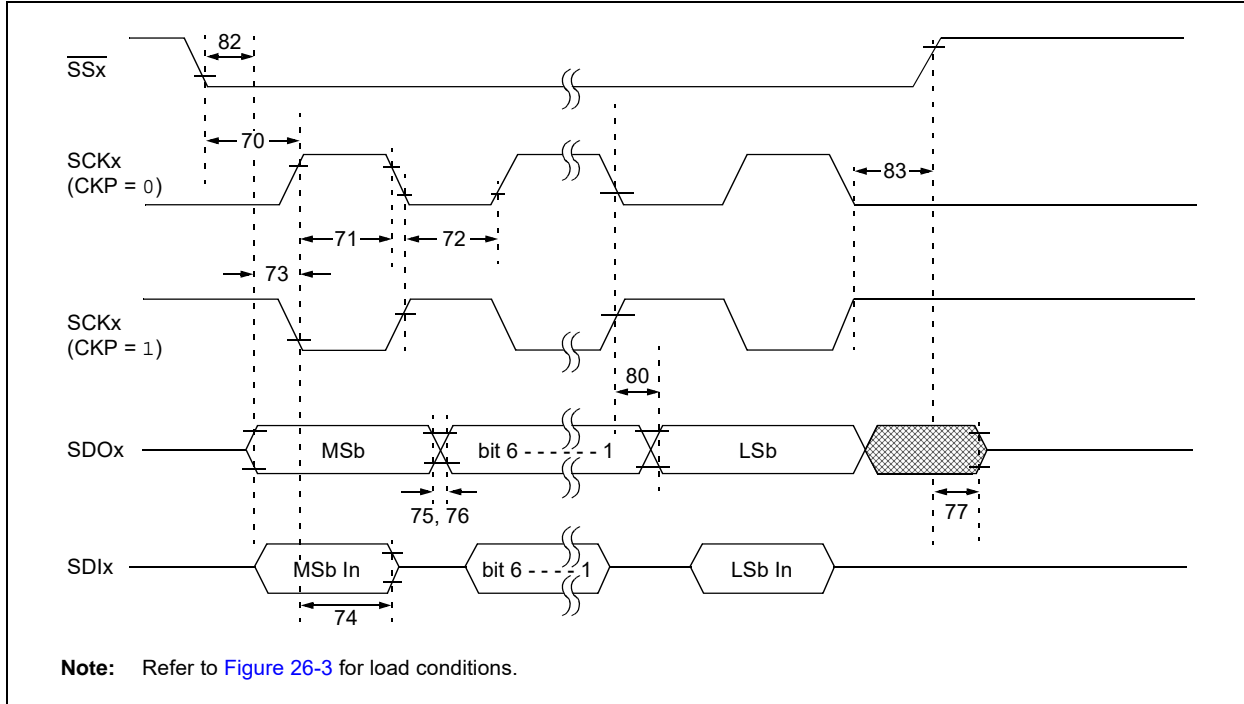 82
SSx
70
SCKx
(CKP = 0)
83
71
72
73
SCKx
(CKP = 1)
80
SDOx
MSb
bit 6 - - - - - - 1
LSb
75, 76
77
SDIx
MSb In
bit 6 - - - - 1
LSb In
74
Note: Refer to Figure 26-3 for load conditions.